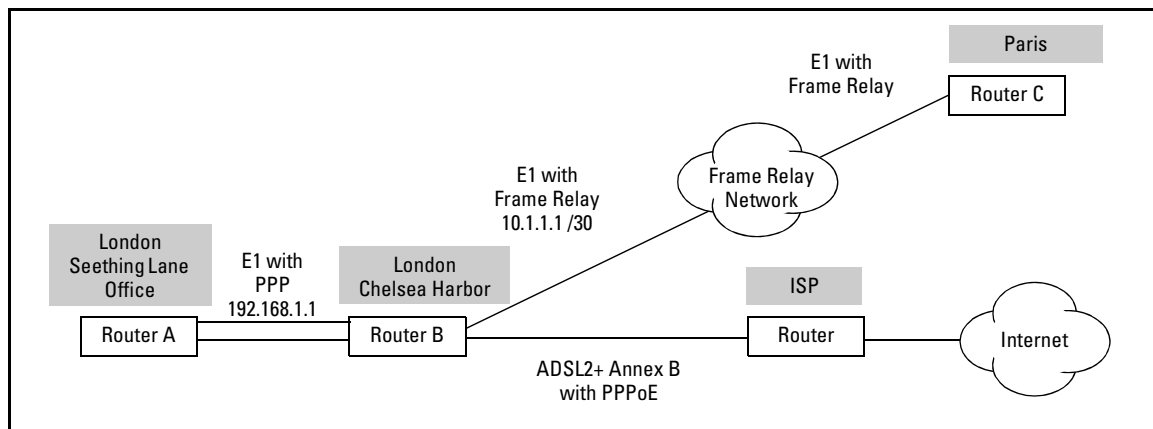 Paris
E1 with
Frame Relay
Router C
E1 with
Frame Relay
10.1.1.1 /30
Frame Relay
Network
London
Seething Lane
Office
E1 with
PPP
192.168.1.1
London
Chelsea Harbor
ISP
Router A
Router B
Router
Internet
ADSL2+ Annex B
with PPPoE